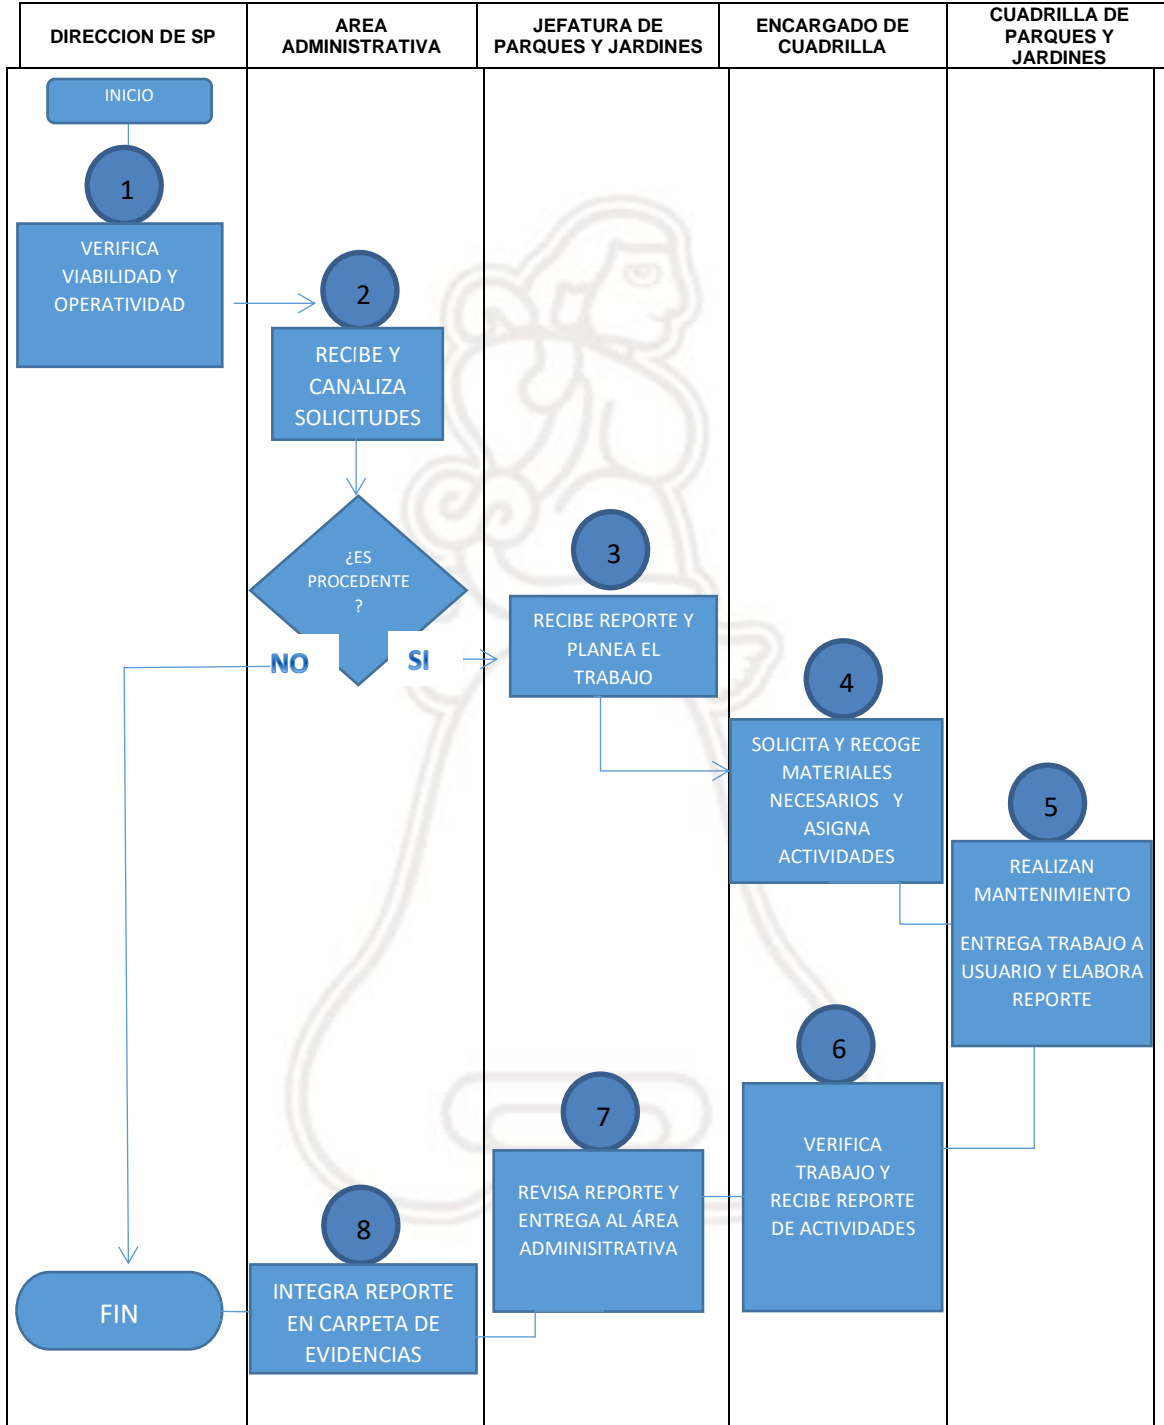 DIRECCION DE SP
AREA
ADMINISTRATIVA
JEFATURA DE
PARQUES Y JARDINES
ENCARGADO DE
CUADRILLA
CUADRILLA DE
PARQUES Y
JARDINES
INICIO
1
VERIFICA
VIABILIDAD Y
OPERATIVIDAD
2
RECIBE Y
CANALIZA
SOLICITUDES
¿ES
PROCEDENTE
?
NO
SI
3
RECIBE REPORTE Y
PLANEA EL
TRABAJO
4
SOLICITA Y RECOGE
MATERIALES
NECESARIOS Y
ASIGNA
ACTIVIDADES
5
REALIZAN
MANTENIMIENTO
ENTREGA TRABAJO A
USUARIO Y ELABORA
REPORTE
6
VERIFICA
TRABAJO Y
RECIBE REPORTE
DE ACTIVIDADES
7
REVISA REPORTE Y
ENTREGA AL ÁREA
ADMINISITRATIVA
8
INTEGRA REPORTE
EN CARPETA DE
EVIDENCIAS
FIN